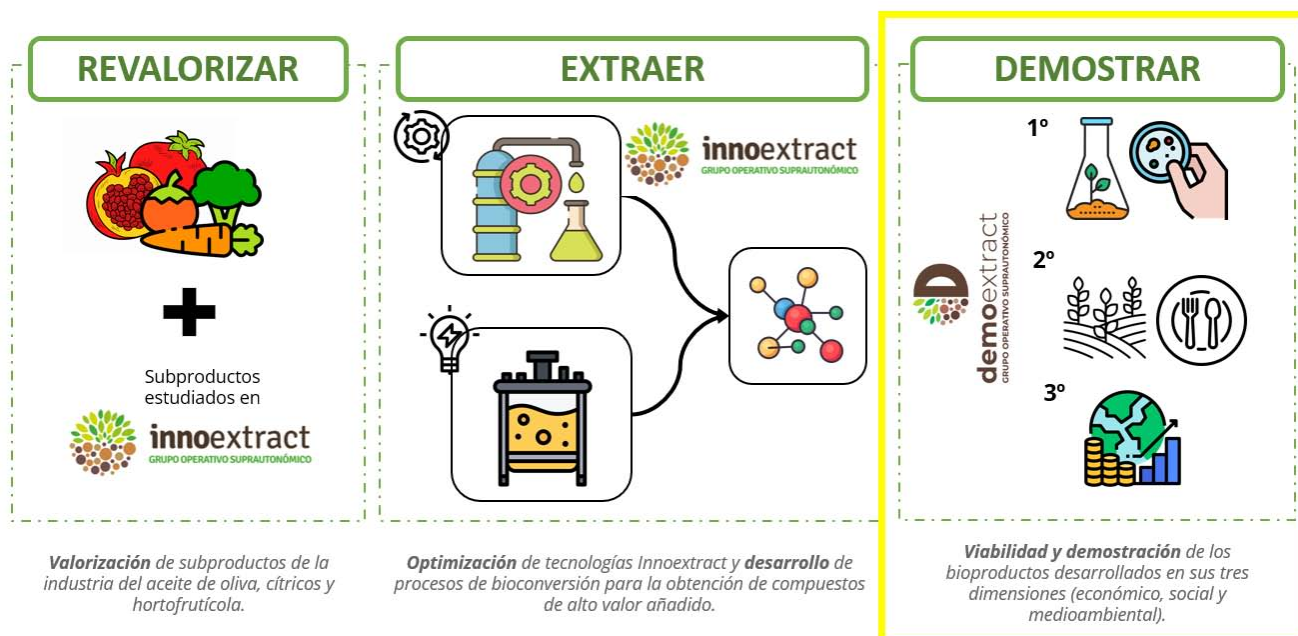 REVALORIZAR
Subproductos
estudiados en
innoextract
GRUPO OPERATIVO SUPRAUTONÓMICO
Valorización de subproductos de la
industria del aceite de oliva, cítricos y
hortofrutícola.
EXTRAER
innoextract
GRUPO OPERATIVO SUPRAUTONÓMICO
Optimización de tecnologías Innoextract y desarrollo de
procesos de bioconversión para la obtención de compuestos
de alto valor añadido.
DEMOSTRAR
demoextract
GRUPO OPERATIVO SUPRAUTONÓMICO
1º
2º
3º
Viabilidad y demostración de los
bioproductos desarrollados en sus tres
dimensiones (económico, social y
medioambiental).